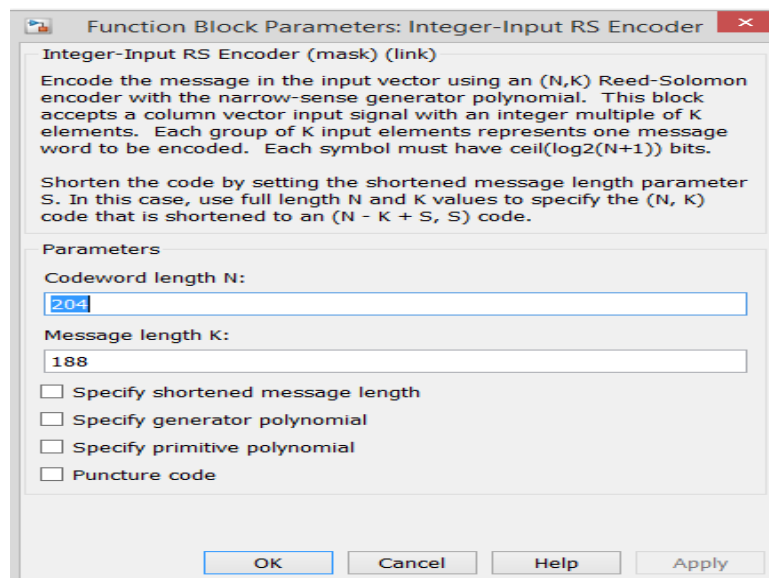 Function Block Parameters: Integer-Input RS Encoder
Integer-Input RS Encoder (mask) (link)
Encode the message in the input vector using an (N,K) Reed-Solomon
encoder with the narrow-sense generator polynomial.  This block
accepts a column vector input signal with an integer multiple of K
elements.  Each group of K input elements represents one message
word to be encoded.  Each symbol must have ceil(log2(N+1)) bits.
Shorten the code by setting the shortened message length parameter
S. In this case, use full length N and K values to specify the (N, K)
code that is shortened to an (N - K + S, S) code.
Parameters
Codeword length N:
204
Message length K:
188
Specify shortened message length
Specify generator polynomial
Specify primitive polynomial
Puncture code
OK Cancel Help Apply